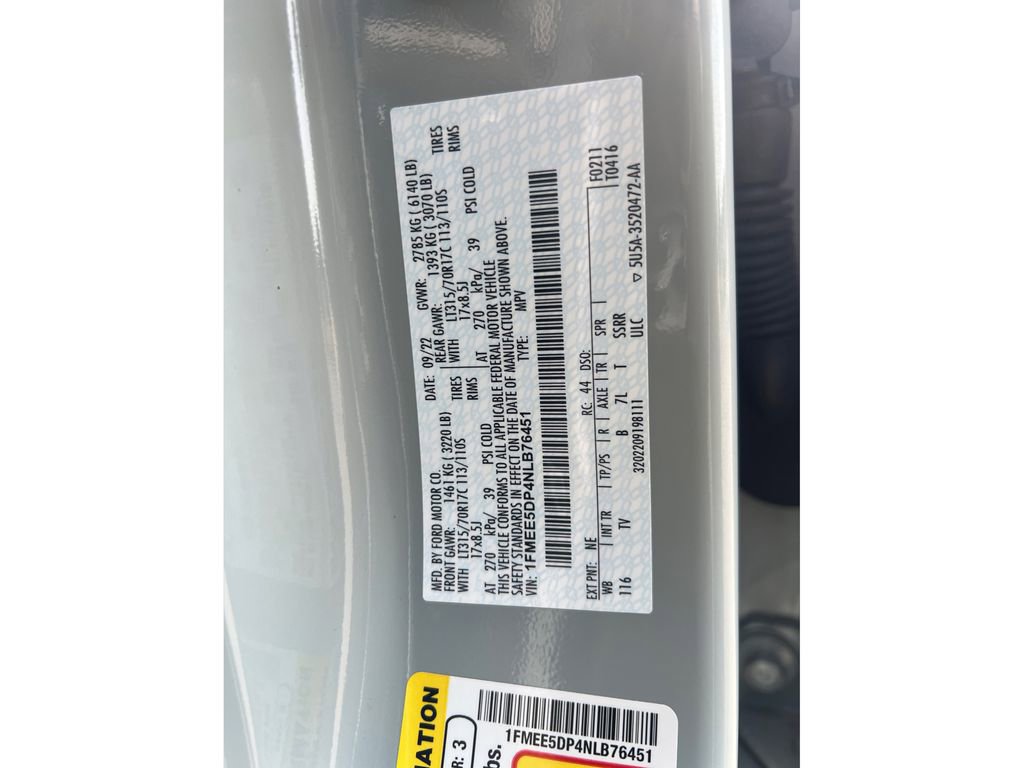 MFD. BY FORD MOTOR CO.
DATE: 09/22 GVWR: 2785 KG ( 6140 LB)
FRONT GAWR: 1461 KG ( 3220 LB) REAR GAWR: 1393 KG ( 3070 LB)
WITH LT315/70R17C 113/110S TIRES WITH LT315/70R17C 113/110S TIRES
17x8.5J RIMS 17x8.5J RIMS
AT 270 kPa/ 39 PSI COLD AT 270 kPa/ 39 PSI COLD
THIS VEHICLE CONFORMS TO ALL APPLICABLE FEDERAL MOTOR VEHICLE
SAFETY STANDARDS IN EFFECT ON THE DATE OF MANUFACTURE SHOWN ABOVE.
VIN: 1FMEE5DP4NLB76451 TYPE: MPV
EXT PNT: NE RC: 44 DSO: F0211
WB INT TR TP/PS R AXLE TR SPR T0416
116 TV B 7L T SSRR
ULC
3202209198111 5U5A-3520472-AA
MATION
R: 3
bs.
1FMEE5DP4NLB76451